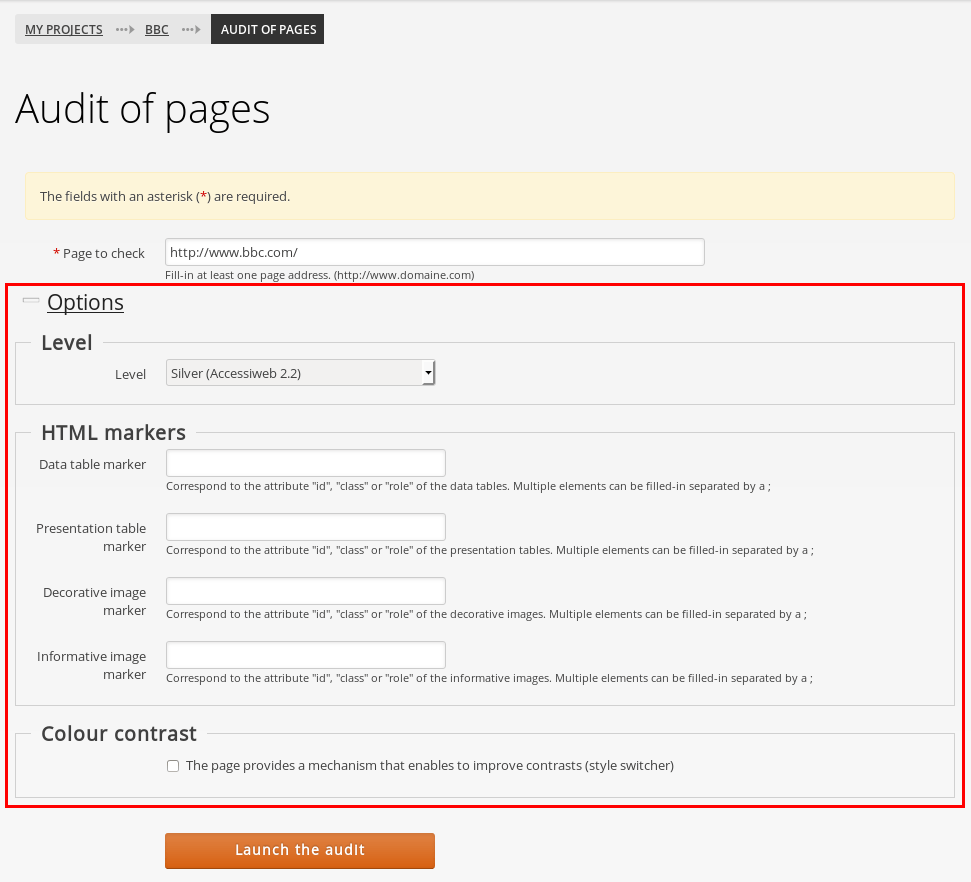 MY PROJECTS BBC AUDIT OF PAGES
Audit of pages
The fields with an asterisk (*) are required.
* Page to check http://www.bbc.com/
Fill-in at least one page address. (http://www.domaine.com)
Options
Level
Level Silver (Accessiweb 2.2)
HTML markers
Data table marker
Correspond to the attribute "id", "class" or "role" of the data tables. Multiple elements can be filled-in separated by a ;
Presentation table
marker
Correspond to the attribute "id", "class" or "role" of the presentation tables. Multiple elements can be filled-in separated by a ;
Decorative image
marker
Correspond to the attribute "id", "class" or "role" of the decorative images. Multiple elements can be filled-in separated by a ;
Informative image
marker
Correspond to the attribute "id", "class" or "role" of the informative images. Multiple elements can be filled-in separated by a ;
Colour contrast
The page provides a mechanism that enables to improve contrasts (style switcher)
Launch the audit